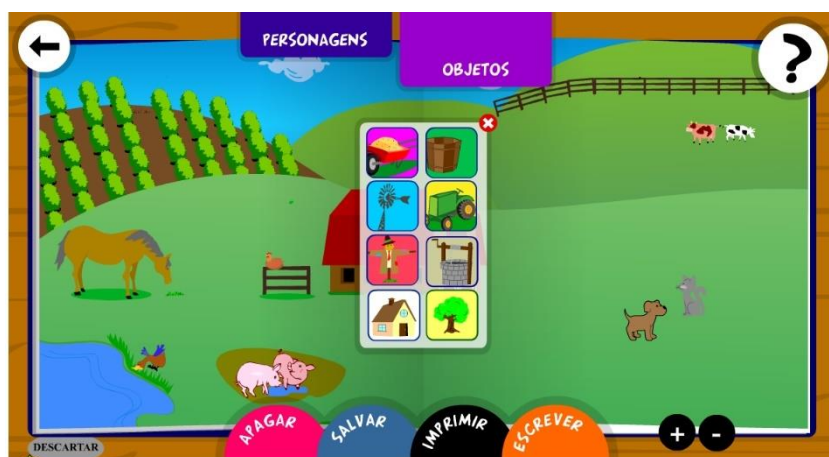 PERSONAGENS
OBJETOS
?
APAGAR
SALVAR
IMPRIMIR
ESCREVER
+ -
DESCARTAR